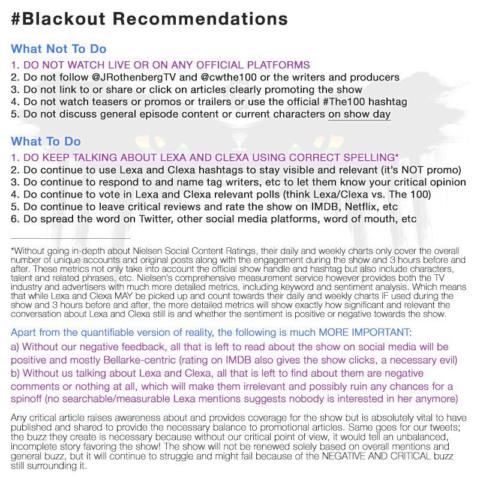 #Blackout Recommendations
What Not To Do
1. DO NOT WATCH LIVE OR ON ANY OFFICIAL PLATFORMS
2. Do not follow @JRothenbergTV and @cwthe100 or the writers and producers
3. Do not link to or share or click on articles clearly promoting the show
4. Do not watch teasers or promos or trailers or use the official #The100 hashtag
5. Do not discuss general episode content or current characters on show day
What To Do
1. DO KEEP TALKING ABOUT LEXA AND CLEXA USING CORRECT SPELLING*
2. Do continue to use Lexa and Clexa hashtags to stay visible and relevant (it's NOT promo)
3. Do continue to respond to and name tag writers, etc to let them know your critical opinion
4. Do continue to vote in Lexa and Clexa relevant polls (think Lexa/Clexa vs. The 100)
5. Do continue to leave critical reviews and rate the show on IMDB, Netflix, etc
6. Do spread the word on Twitter, other social media platforms, word of mouth, etc
*Without going in-depth about Nielsen Social Content Ratings, their daily and weekly charts only cover the overall
number of unique accounts and original posts along with the engagement during the show and 3 hours before and
after. These metrics not only take into account the official show handle and hashtag but also include characters,
talent and related phrases, etc. Nielsen's comprehensive measurement service however provides both the TV
industry and advertisers with much more detailed metrics, including keyword and sentiment analysis. Which means
that while Lexa and Clexa MAY be picked up and count towards their daily and weekly charts IF used during the
show and 3 hours before and after, the more detailed metrics will show exactly how significant and relevant the
conversation about Lexa and Clexa still is and whether the sentiment is positive or negative towards the show.
Apart from the quantifiable version of reality, the following is much MORE IMPORTANT:
a) Without our negative feedback, all that is left to read about the show on social media will be
positive and mostly Bellarke-centric (rating on IMDB also gives the show clicks, a necessary evil)
b) Without us talking about Lexa and Clexa, all that is left to find about them are negative
comments or nothing at all, which will make them irrelevant and possibly ruin any chances for a
spinoff (no searchable/measurable Lexa mentions suggests nobody is interested in her anymore)
Any critical article raises awareness about and provides coverage for the show but is absolutely vital to have
published and shared to provide the necessary balance to promotional articles. Same goes for our tweets;
the buzz they create is necessary because without our critical point of view, it would tell an unbalanced,
incomplete story favoring the show! The show will not be renewed solely based on overall mentions and
general buzz, but it will continue to struggle and might fail because of the NEGATIVE AND CRITICAL buzz
still surrounding it.